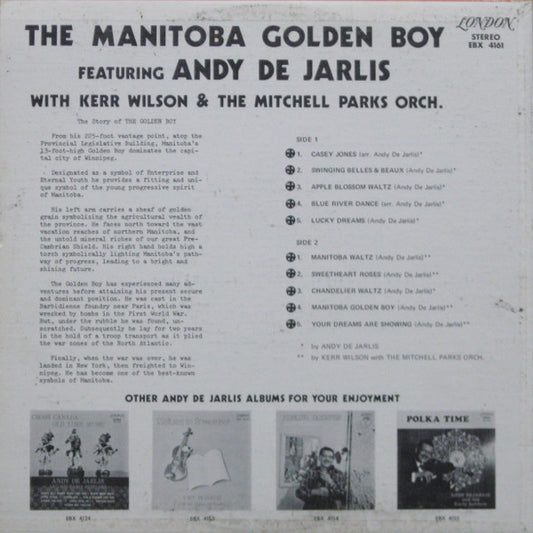 LONDON
STEREO
EBX 4161
THE MANITOBA GOLDEN BOY
FEATURING ANDY DE JARLIS
WITH KERR WILSON & THE MITCHELL PARKS ORCH.
The Story of THE GOLDEN BOY
From his 225-foot vantage point, atop the
Provincial Legislative Building, Manitoba's
13-foot-high Golden Boy dominates the capi-
tal city of Winnipeg.
Designated as a symbol of Enterprise and
Eternal Youth he provides a fitting and uni-
que symbol of the young progressive spirit
of Manitoba.
His left arm carries a sheaf of golden
grain symbolizing the agricultural wealth of
the province. He faces north toward the vast
vacation reaches of northern Manitoba, and
the untold mineral riches of our great Pre-
Cambrian Shield. His right hand holds high a
torch symbolically lighting Manitoba's path-
way of progress, leading to a bright and
shining future.
The Golden Boy has experienced many ad-
ventures before attaining his present secure
and dominant position. He was cast in the
Barbidienne foundry near Paris, which was
wrecked by bombs in the First World War.
But, under the rubble he was found, un-
scratched. Subsequently he lay for two years
in the hold of a troop transport as it plied
the war zones of the North Atlantic.
Finally, when the war was over, he was
landed in New York, then freighted to Win-
nipeg. He has become one of the best-known
symbols of Manitoba.
SIDE 1
1. CASEY JONES (arr. Andy De Jarlis)*
2. SWINGING BELLES & BEAUX (Andy De Jarlis)*
3. APPLE BLOSSOM WALTZ (Andy De Jarlis)*
4. BLUE RIVER DANCE (arr. Andy De Jarlis)*
5. LUCKY DREAMS (Andy De Jarlis)*
SIDE 2
1. MANITOBA WALTZ (Andy De Jarlis)**
2. SWEETHEART ROSES (Andy De Jarlis)**
3. CHANDELIER WALTZ (Andy De Jarlis)*
4. MANITOBA GOLDEN BOY (Andy De Jarlis)**
5. YOUR DREAMS ARE SHOWING (Andy De Jarlis)**
* by ANDY DE JARLIS
** by KERR WILSON with THE MITCHELL PARKS ORCH.
OTHER ANDY DE JARLIS ALBUMS FOR YOUR ENJOYMENT
CROSS CANADA
OLD TIME MUSIC
ANDY DE JARLIS
POLKA TIME
EBX 4124
EBX
EBX
EBX